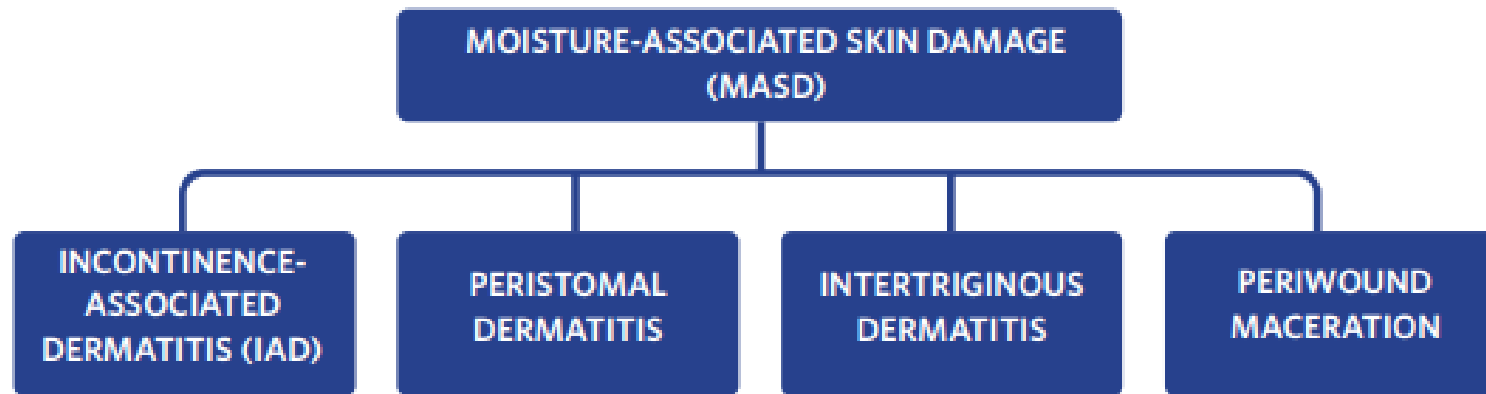 MOISTURE-ASSOCIATED SKIN DAMAGE
(MASD)
INCONTINENCE-
ASSOCIATED
DERMATITIS (IAD)
PERISTOMAL
DERMATITIS
INTERTRIGINOUS
DERMATITIS
PERIWOUND
MACERATION